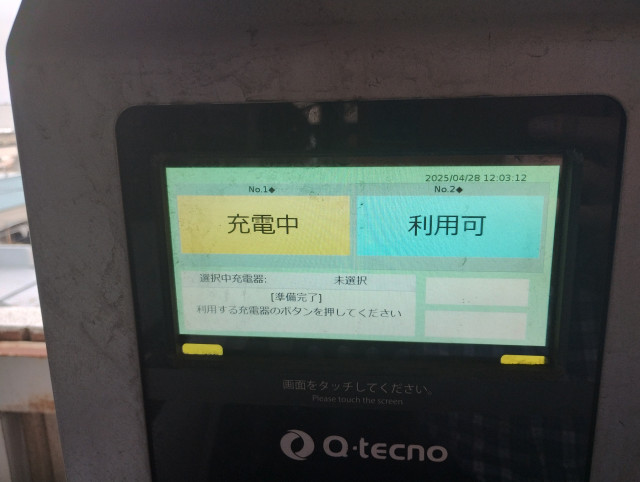 2025/04/28 12:03:12
No.1◆ No.2◆
充電中 利用可
選択中充電器: 未選択
[準備完了]
利用する充電器のボタンを押してください
画面をタッチしてください。
Please touch the screen
Q·tecno